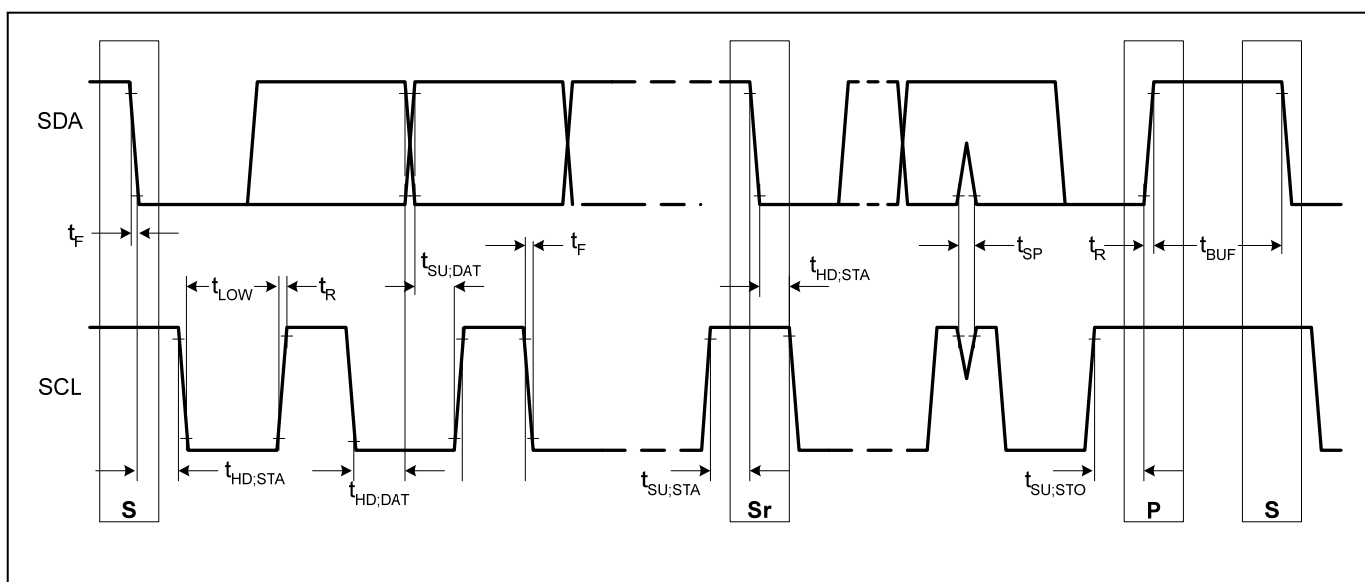 SDA
t_F
t_LOW
t_R
t_SU;DAT
t_F
t_HD;STA
t_SP
t_R
t_BUF
SCL
t_HD;STA
t_HD;DAT
t_SU;STA
t_SU;STO
S
Sr
P
S